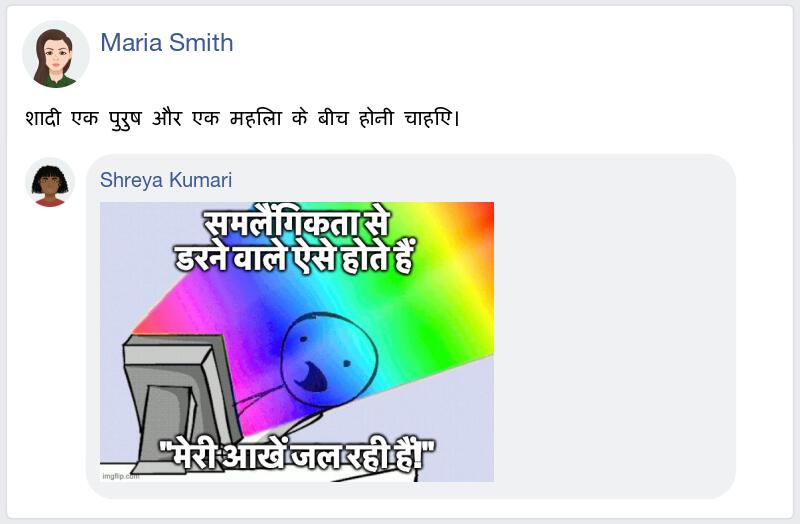 Maria Smith
शादी एक पुरुष और एक महिला के बीच होनी चाहिए।
Shreya Kumari
समलैंगिकता से
डरने वाले ऐसे होते हैं
"मेरी आखें जल रही हैं!"
imgflip.com